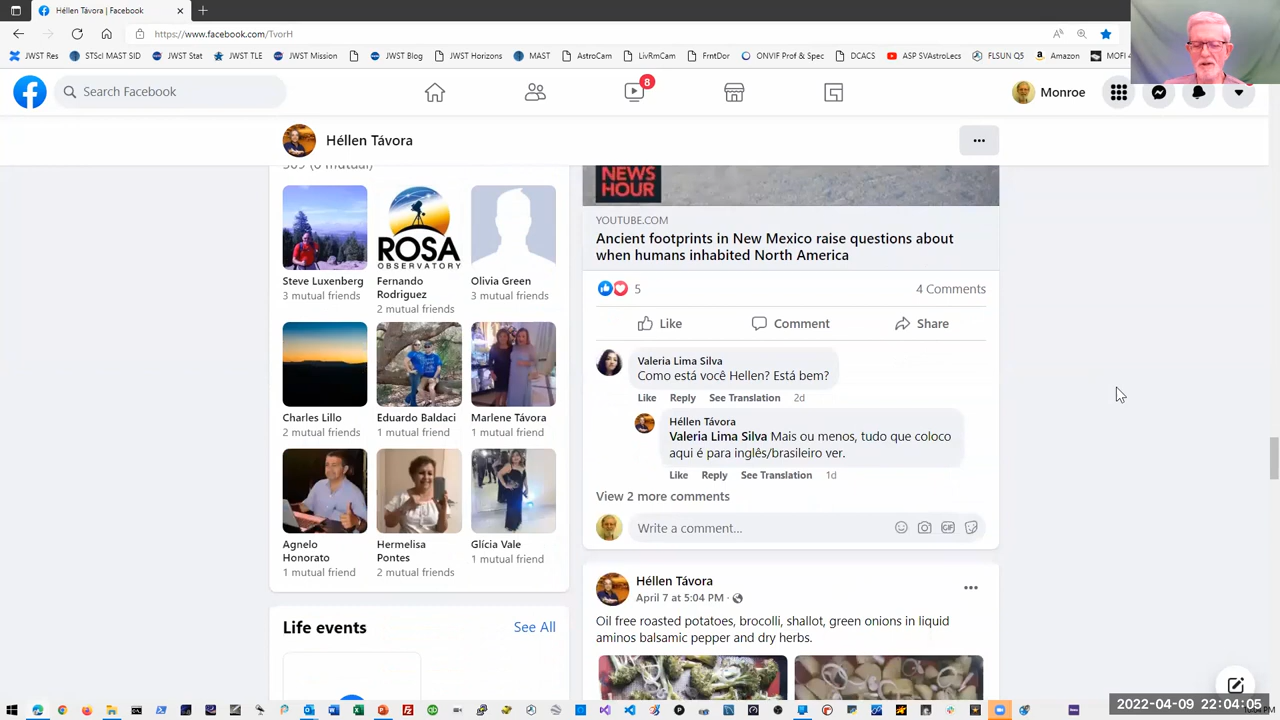 Héllen Távora | Facebook
https://www.facebook.com/TvorH
JWST Res
STScI MAST SID
JWST Stat
JWST TLE
JWST Mission
JWST Blog
JWST Horizons
MAST
AstroCam
LivRmCam
FrntDor
ONVIF Prof & Spec
DCACS
ASP SVAstroLecs
FLSUN Q5
Amazon
MOFI
Search Facebook
8
Monroe
Héllen Távora
NEWS
HOUR
YOUTUBE.COM
Ancient footprints in New Mexico raise questions about
when humans inhabited North America
5
4 Comments
Like
Comment
Share
Valeria Lima Silva
Como está você Hellen? Está bem?
Like Reply See Translation 2d
Héllen Távora
Valeria Lima Silva Mais ou menos, tudo que coloco
aqui é para inglês/brasileiro ver.
Like Reply See Translation 1d
View 2 more comments
Write a comment...
GIF
Héllen Távora
April 7 at 5:04 PM ·
Oil free roasted potatoes, brocolli, shallot, green onions in liquid
aminos balsamic pepper and dry herbs.
ROSA
OBSERVATORY
Steve Luxenberg
3 mutual friends
Fernando
Rodriguez
2 mutual friends
Olivia Green
3 mutual friends
Charles Lillo
2 mutual friends
Eduardo Baldaci
1 mutual friend
Marlene Távora
1 mutual friend
Agnelo
Honorato
1 mutual friend
Hermelisa
Pontes
2 mutual friends
Glícia Vale
1 mutual friend
Life events
See All
2022-04-09 22:04:05